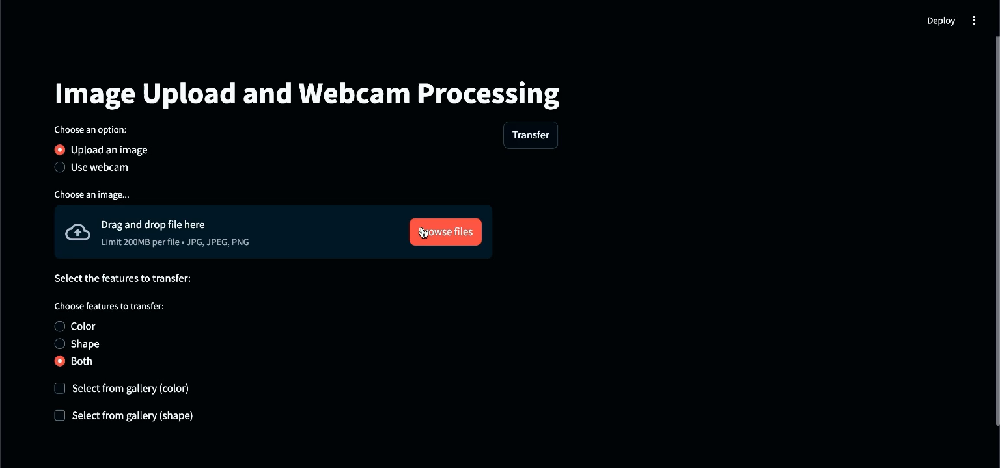 Deploy
Image Upload and Webcam Processing
Choose an option:
Transfer
Upload an image
Use webcam
Choose an image...
Drag and drop file here
Limit 200MB per file • JPG, JPEG, PNG
owse files
Select the features to transfer:
Choose features to transfer:
Color
Shape
Both
Select from gallery (color)
Select from gallery (shape)